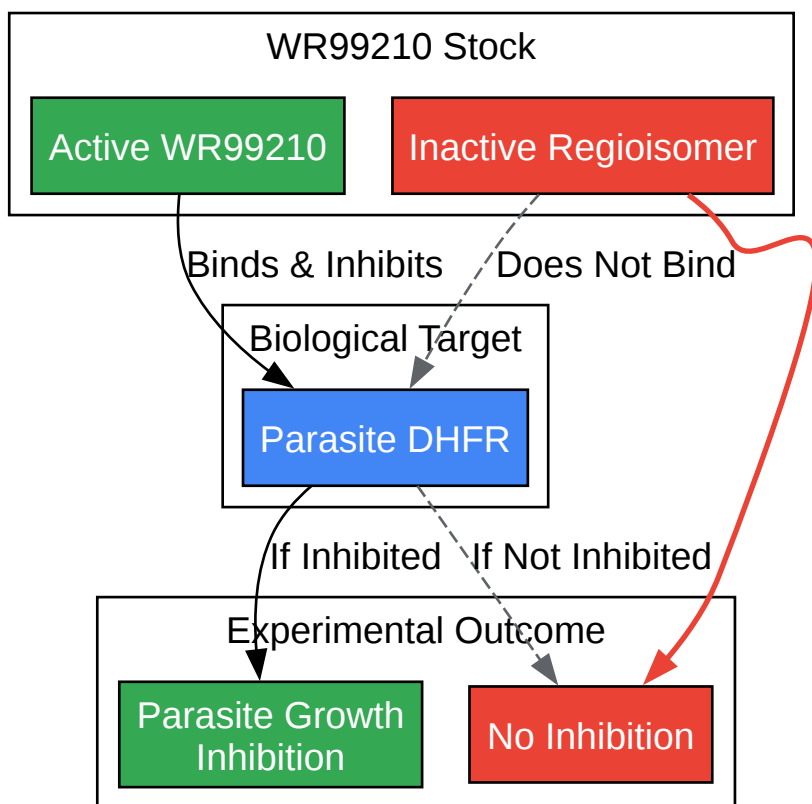 WR99210 Stock
Active WR99210
Inactive Regioisomer
Binds & Inhibits
Does Not Bind
Biological Target
Parasite DHFR
If Inhibited
If Not Inhibited
Experimental Outcome
Parasite Growth
Inhibition
No Inhibition